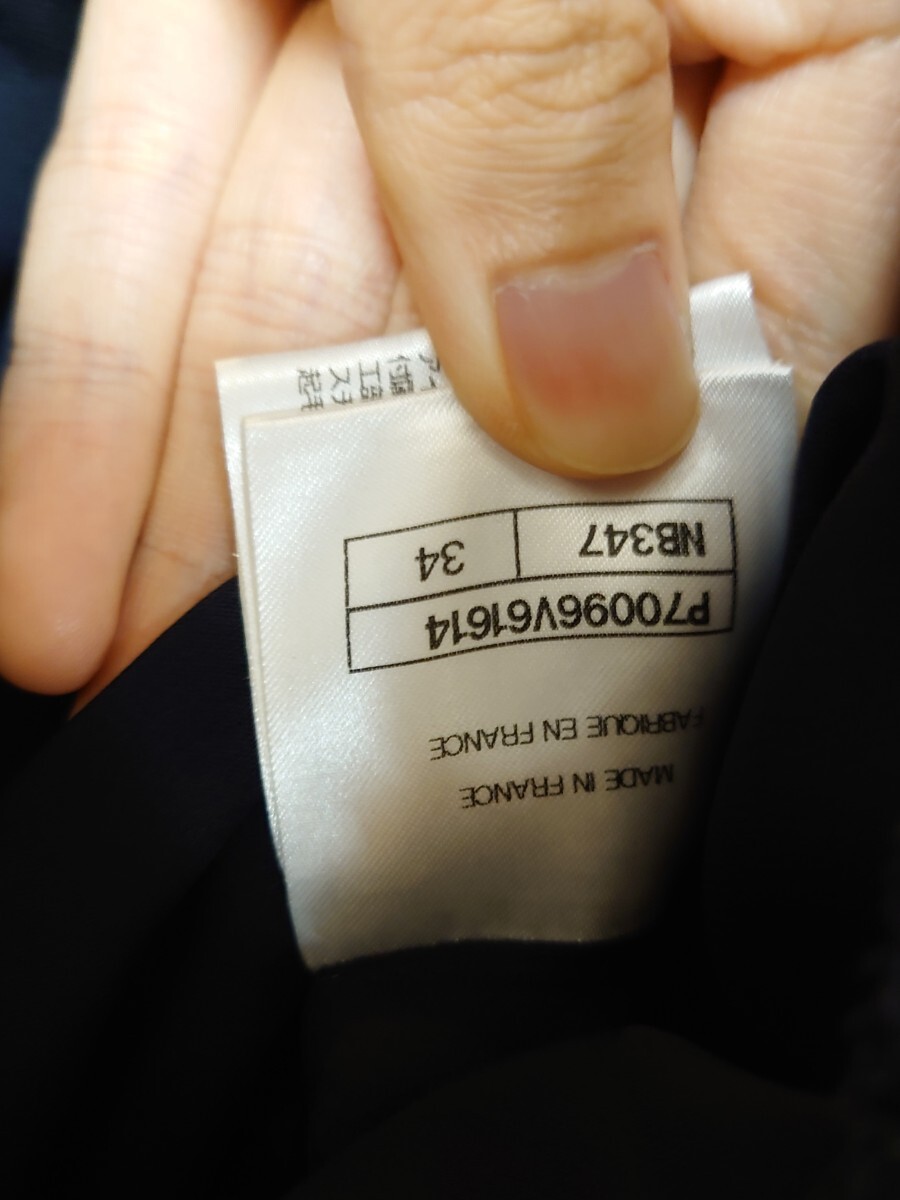 MADE IN FRANCE
FABRIQUE EN FRANCE
P70096V61614
NB347 34